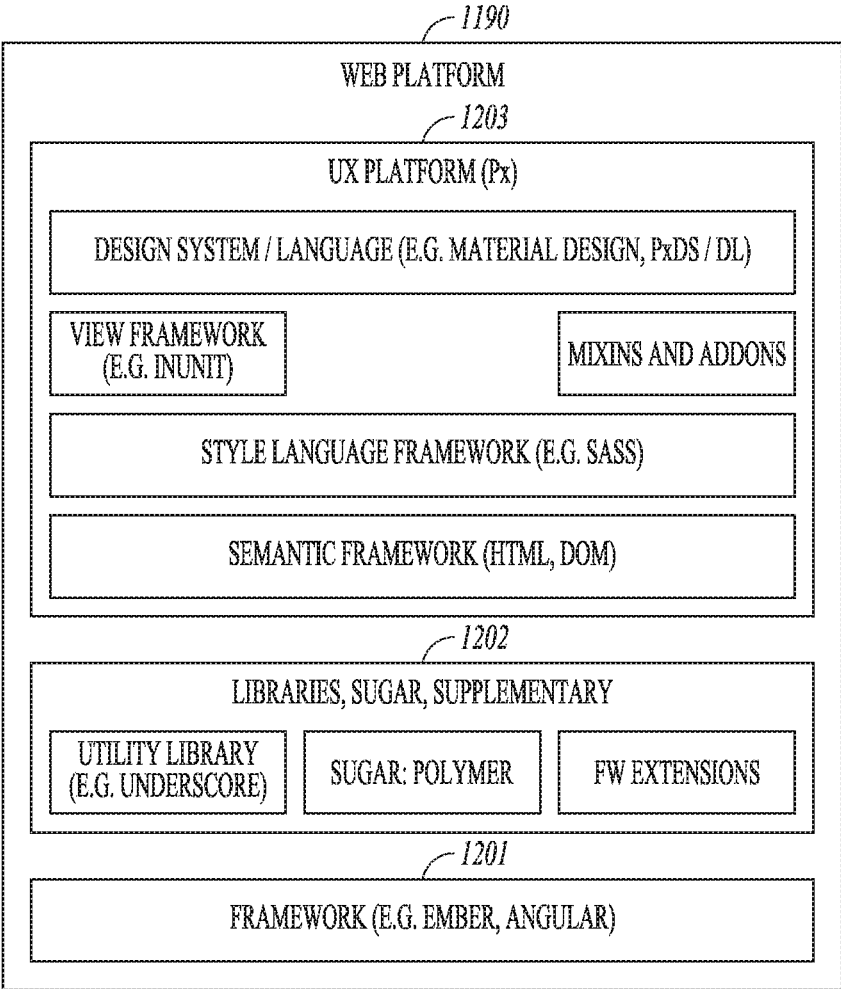 1190
WEB PLATFORM
1203
UX PLATFORM (Px)
DESIGN SYSTEM / LANGUAGE (E.G. MATERIAL DESIGN, PxDS / DL)
VIEW FRAMEWORK
(E.G. INUNIT)
MIXINS AND ADDONS
STYLE LANGUAGE FRAMEWORK (E.G. SASS)
SEMANTIC FRAMEWORK (HTML, DOM)
1202
LIBRARIES, SUGAR, SUPPLEMENTARY
UTILITY LIBRARY
(E.G. UNDERSCORE)
SUGAR: POLYMER
FW EXTENSIONS
1201
FRAMEWORK (E.G. EMBER, ANGULAR)